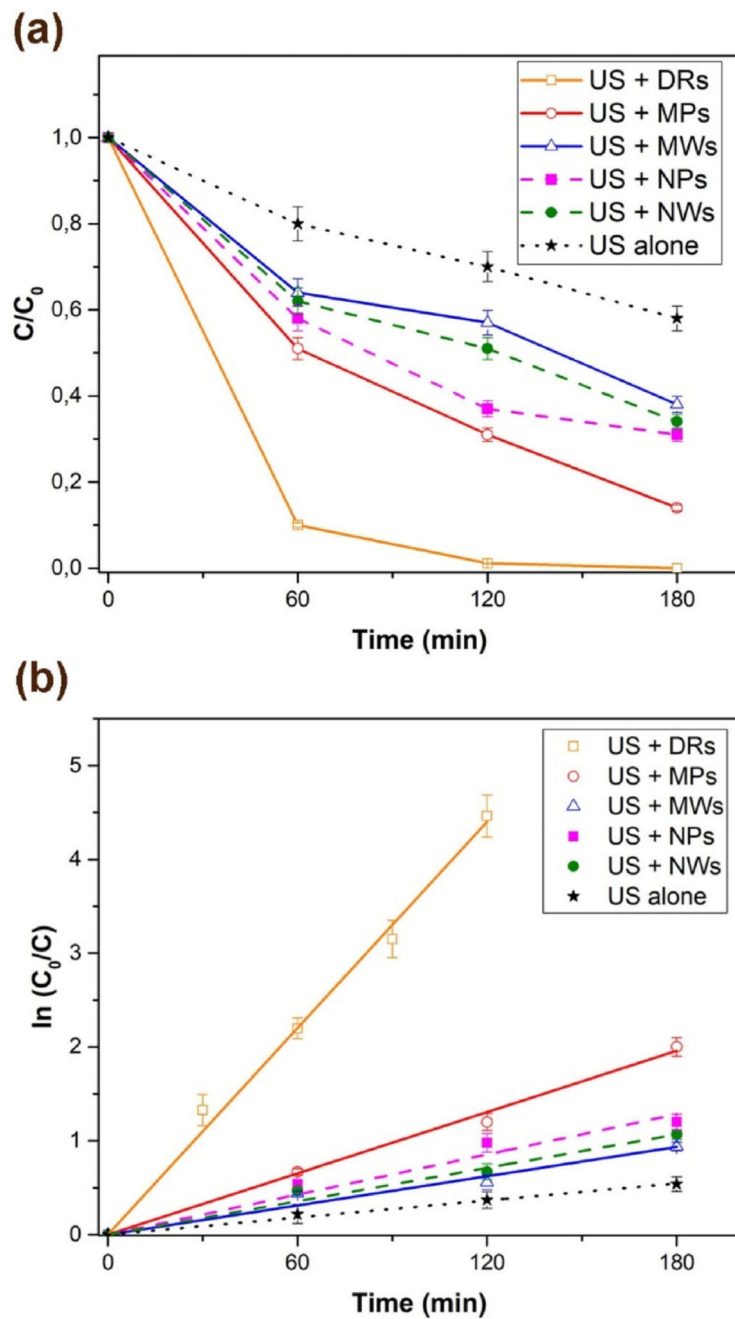 (a)
US + DRs
US + MPs
US + MWs
US + NPs
US + NWs
US alone
1,0
0,8
0,6
0,4
0,2
0,0
C/C0
0 60 120 180
Time (min)
(b)
US + DRs
US + MPs
US + MWs
US + NPs
US + NWs
US alone
5
4
3
2
1
0
ln (C0/C)
0 60 120 180
Time (min)